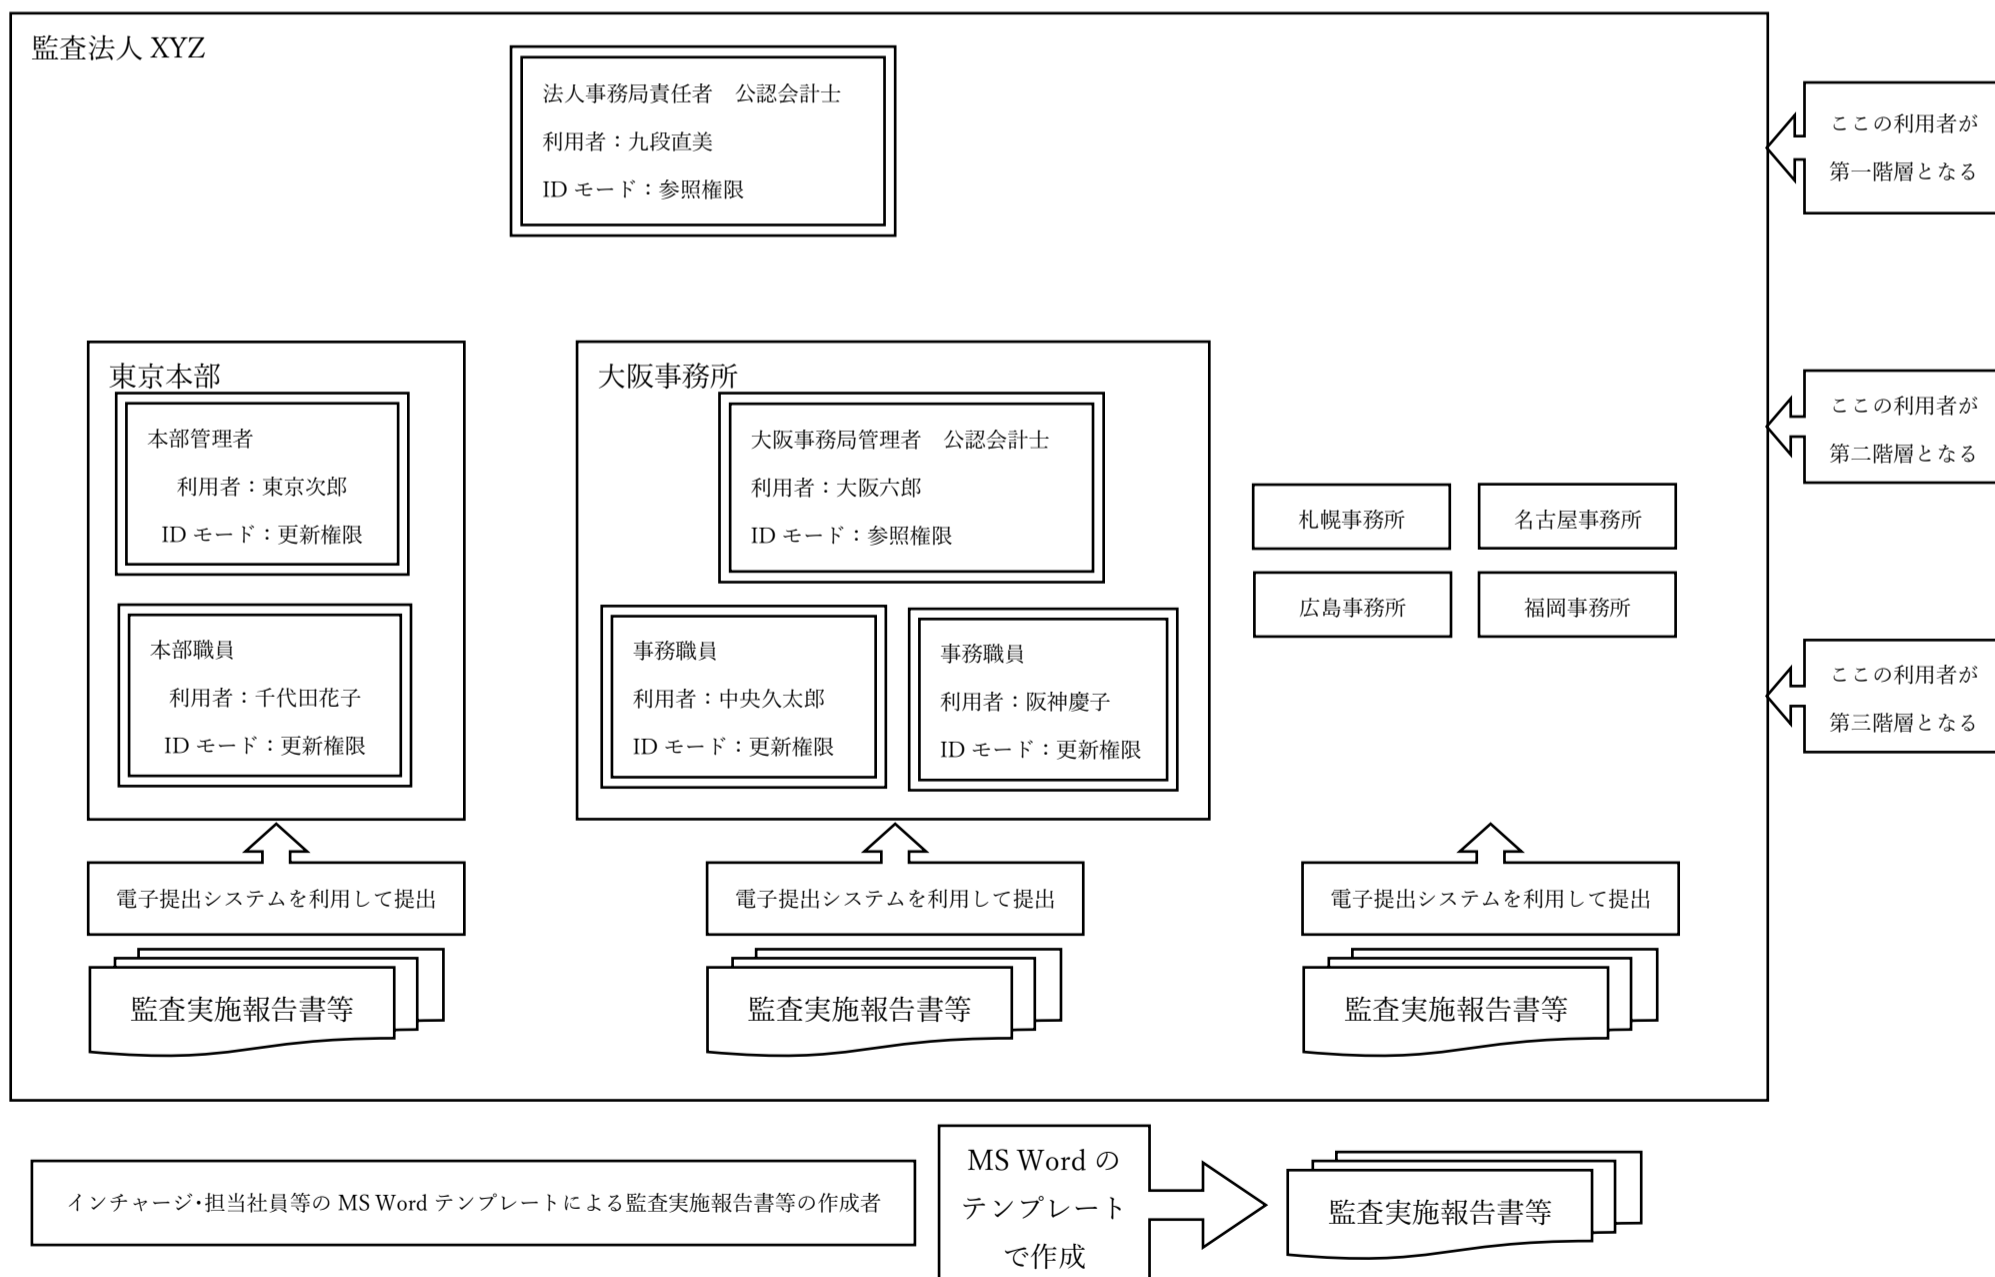 監査法人 XYZ
法人事務局責任者　公認会計士
利用者：九段直美
ID モード：参照権限
ここの利用者が
第一階層となる
東京本部
本部管理者
利用者：東京次郎
ID モード：更新権限
本部職員
利用者：千代田花子
ID モード：更新権限
大阪事務所
大阪事務局管理者　公認会計士
利用者：大阪六郎
ID モード：参照権限
事務職員
利用者：中央久太郎
ID モード：更新権限
事務職員
利用者：阪神慶子
ID モード：更新権限
札幌事務所
名古屋事務所
広島事務所
福岡事務所
ここの利用者が
第二階層となる
ここの利用者が
第三階層となる
電子提出システムを利用して提出
電子提出システムを利用して提出
電子提出システムを利用して提出
監査実施報告書等
監査実施報告書等
監査実施報告書等
インチャージ・担当社員等の MS Word テンプレートによる監査実施報告書等の作成者
MS Word の
テンプレート
で作成
監査実施報告書等